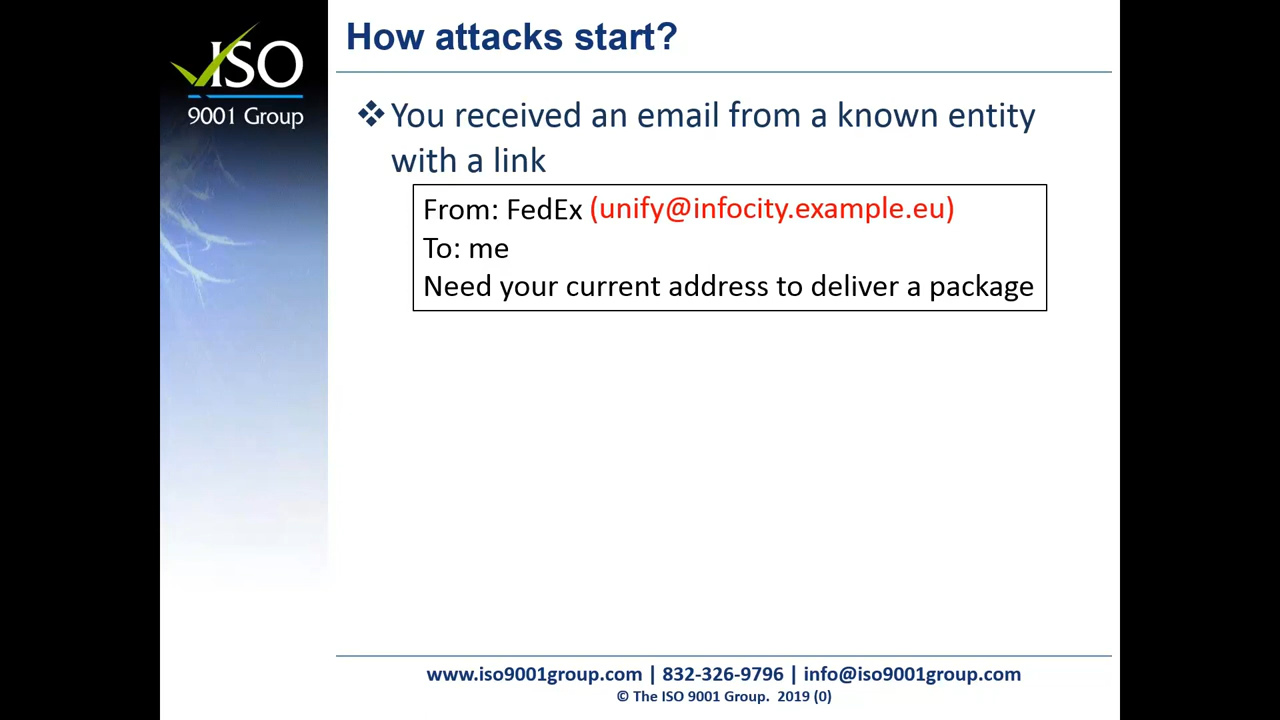 ISO
9001 Group
How attacks start?
❖ You received an email from a known entity
with a link
From: FedEx (unify@infocity.example.eu)
To: me
Need your current address to deliver a package
www.iso9001group.com | 832-326-9796 | info@iso9001group.com
© The ISO 9001 Group. 2019 (0)